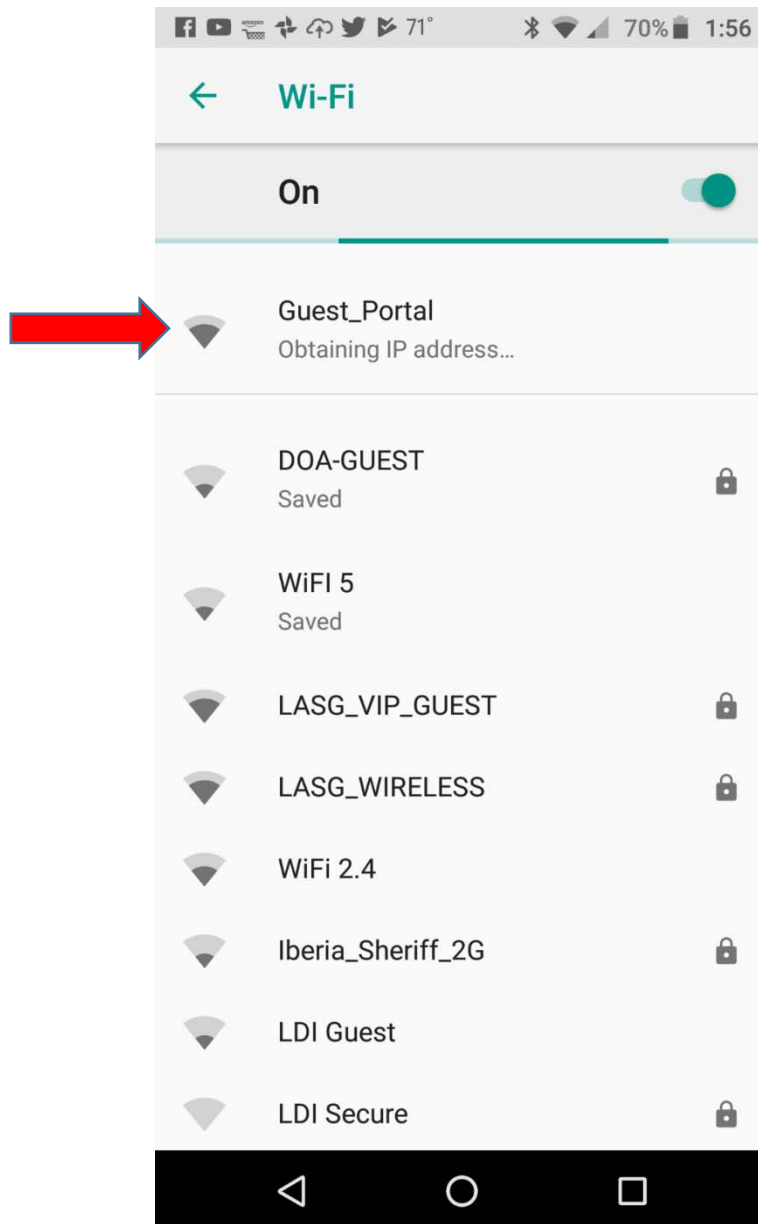 71° 70% 1:56
Wi-Fi
On
Guest_Portal
Obtaining IP address...
DOA-GUEST
Saved
WiFI 5
Saved
LASG_VIP_GUEST
LASG_WIRELESS
WiFi 2.4
Iberia_Sheriff_2G
LDI Guest
LDI Secure